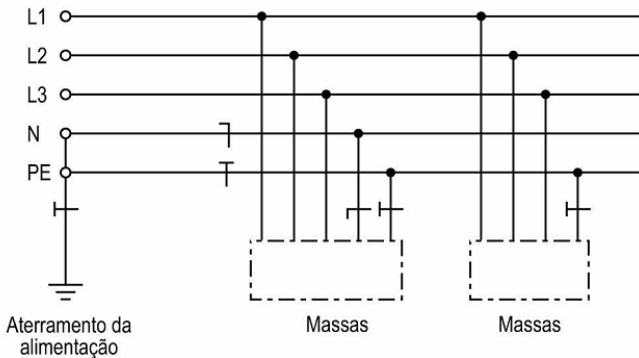 L1
L2
L3
N
PE
Aterramento da
alimentação
Massas
Massas